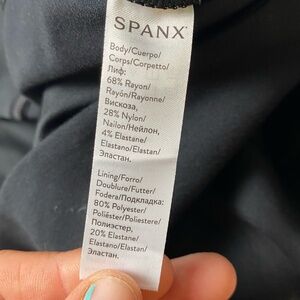 SPANX
Body/Cuerpo/
Corps/Corpetto/
Лиф:
68% Rayon/
Rayón/Rayonne/
Вискоза,
28% Nylon/
Nailon/Нейлон,
4% Elastane/
Elastano/Elastan/
Эластан.
Lining/Forro/
Doublure/Futter/
Fodera/Подкладка:
80% Polyester/
Poliéster/Poliestere/
Полиэстер,
20% Elastane/
Elastano/Elastan/
Эластан.